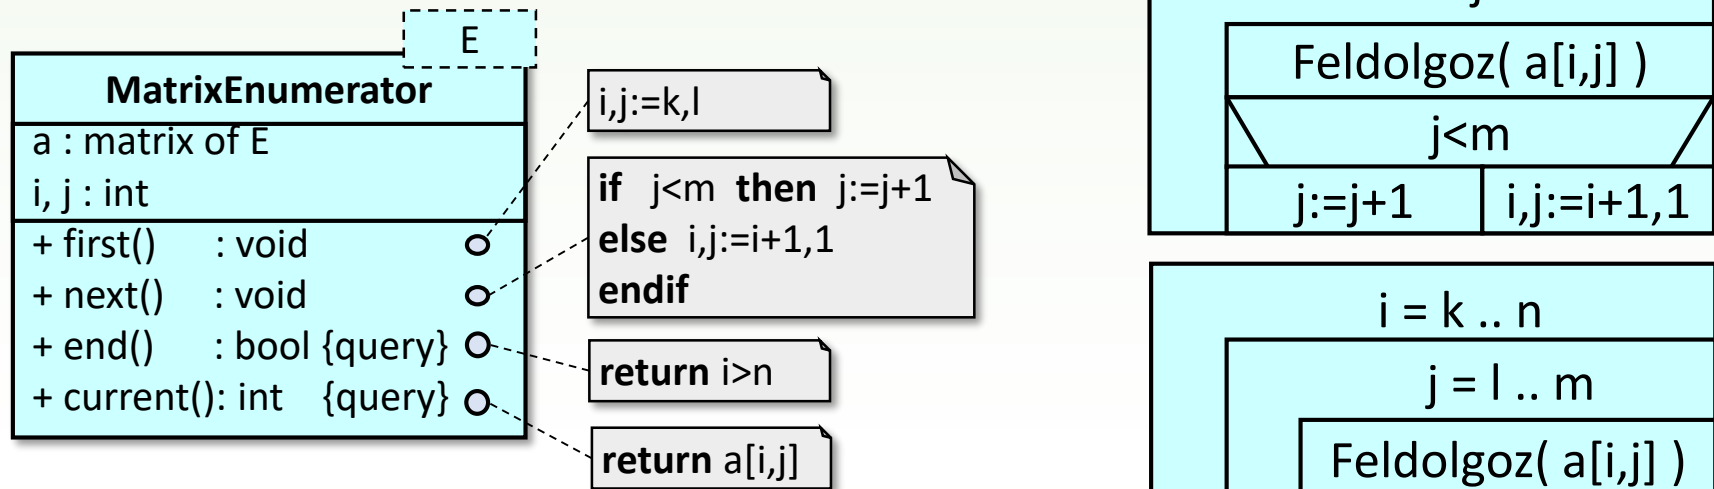 E
MatrixEnumerator
a : matrix of E
i, j : int
+ first() : void
+ next() : void
+ end() : bool {query}
+ current(): int {query}
i,j:=k,l
if j<m then j:=j+1
else i,j:=i+1,1
endif
return i>n
return a[i,j]
Feldolgoz( a[i,j] )
j<m
j:=j+1
i,j:=i+1,1
i = k .. n
j = l .. m
Feldolgoz( a[i,j] )